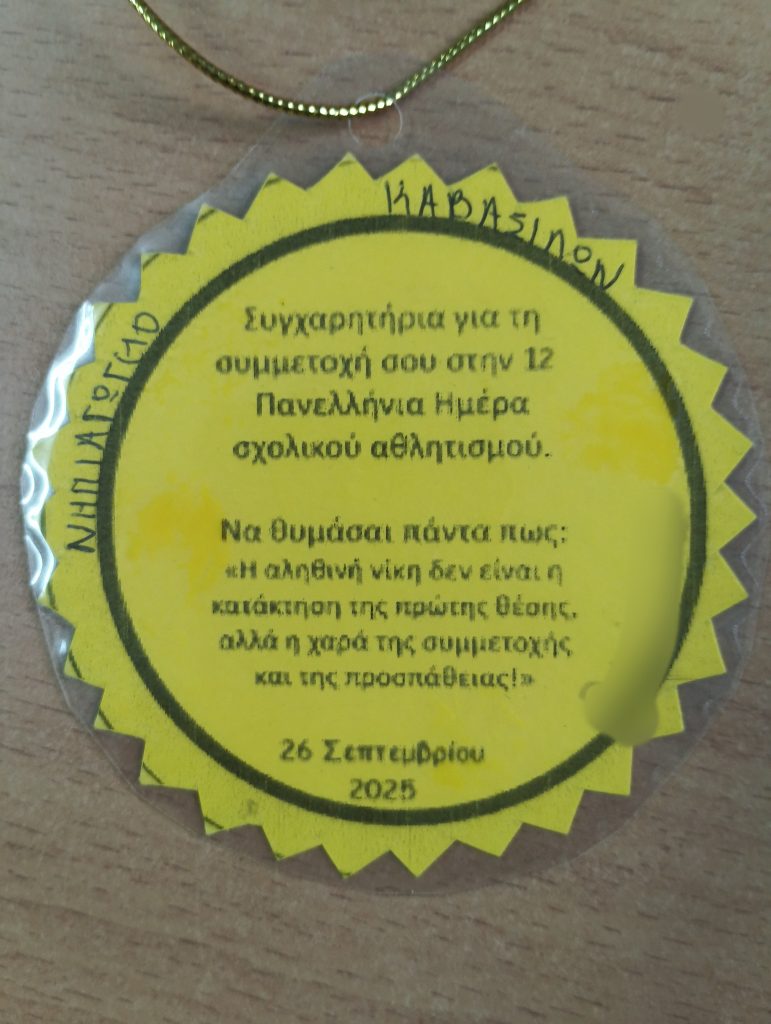 ΝΗΠΙΑΓΩΓΕΙΟ
ΚΑΒΑΣΙΛΩΝ
Συγχαρητήρια για τη
συμμετοχή σου στην 12
Πανελλήνια Ημέρα
σχολικού αθλητισμού.
Να θυμάσαι πάντα πως:
«Η αληθινή νίκη δεν είναι η
κατάκτηση της πρώτης θέσης,
αλλά η χαρά της συμμετοχής
και της προσπάθειας!»
26 Σεπτεμβρίου
2025